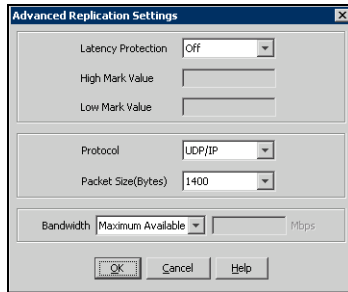 Advanced Replication Settings
Latency Protection Off
High Mark Value
Low Mark Value
Protocol UDP/IP
Packet Size(Bytes) 1400
Bandwidth Maximum Available Mbps
OK Cancel Help